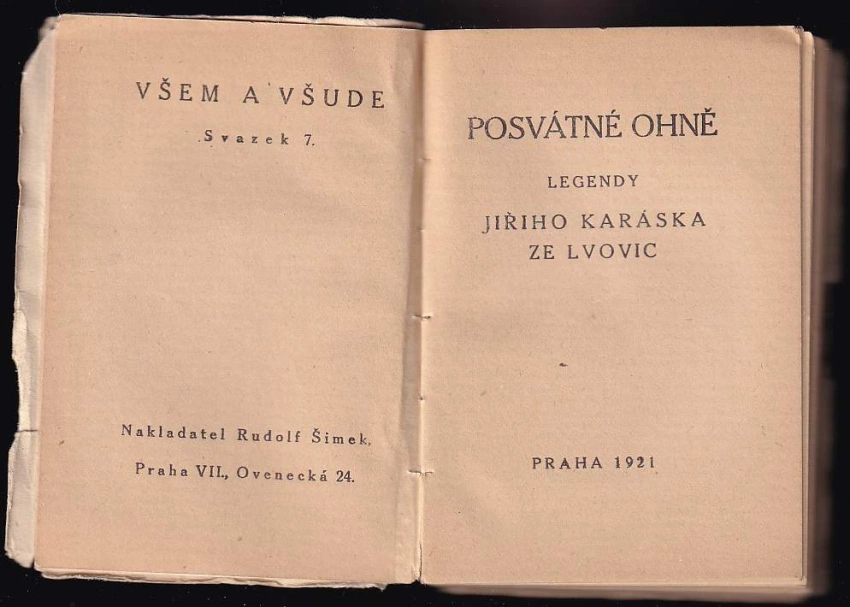 VŠEM A VŠUDE
Svazek 7.
Nakladatel Rudolf Šimek,
Praha VII., Ovenecká 24.
POSVÁTNÉ OHNĚ
LEGENDY
JIŘIHO KARÁSKA
ZE LVOVIC
PRAHA 1921